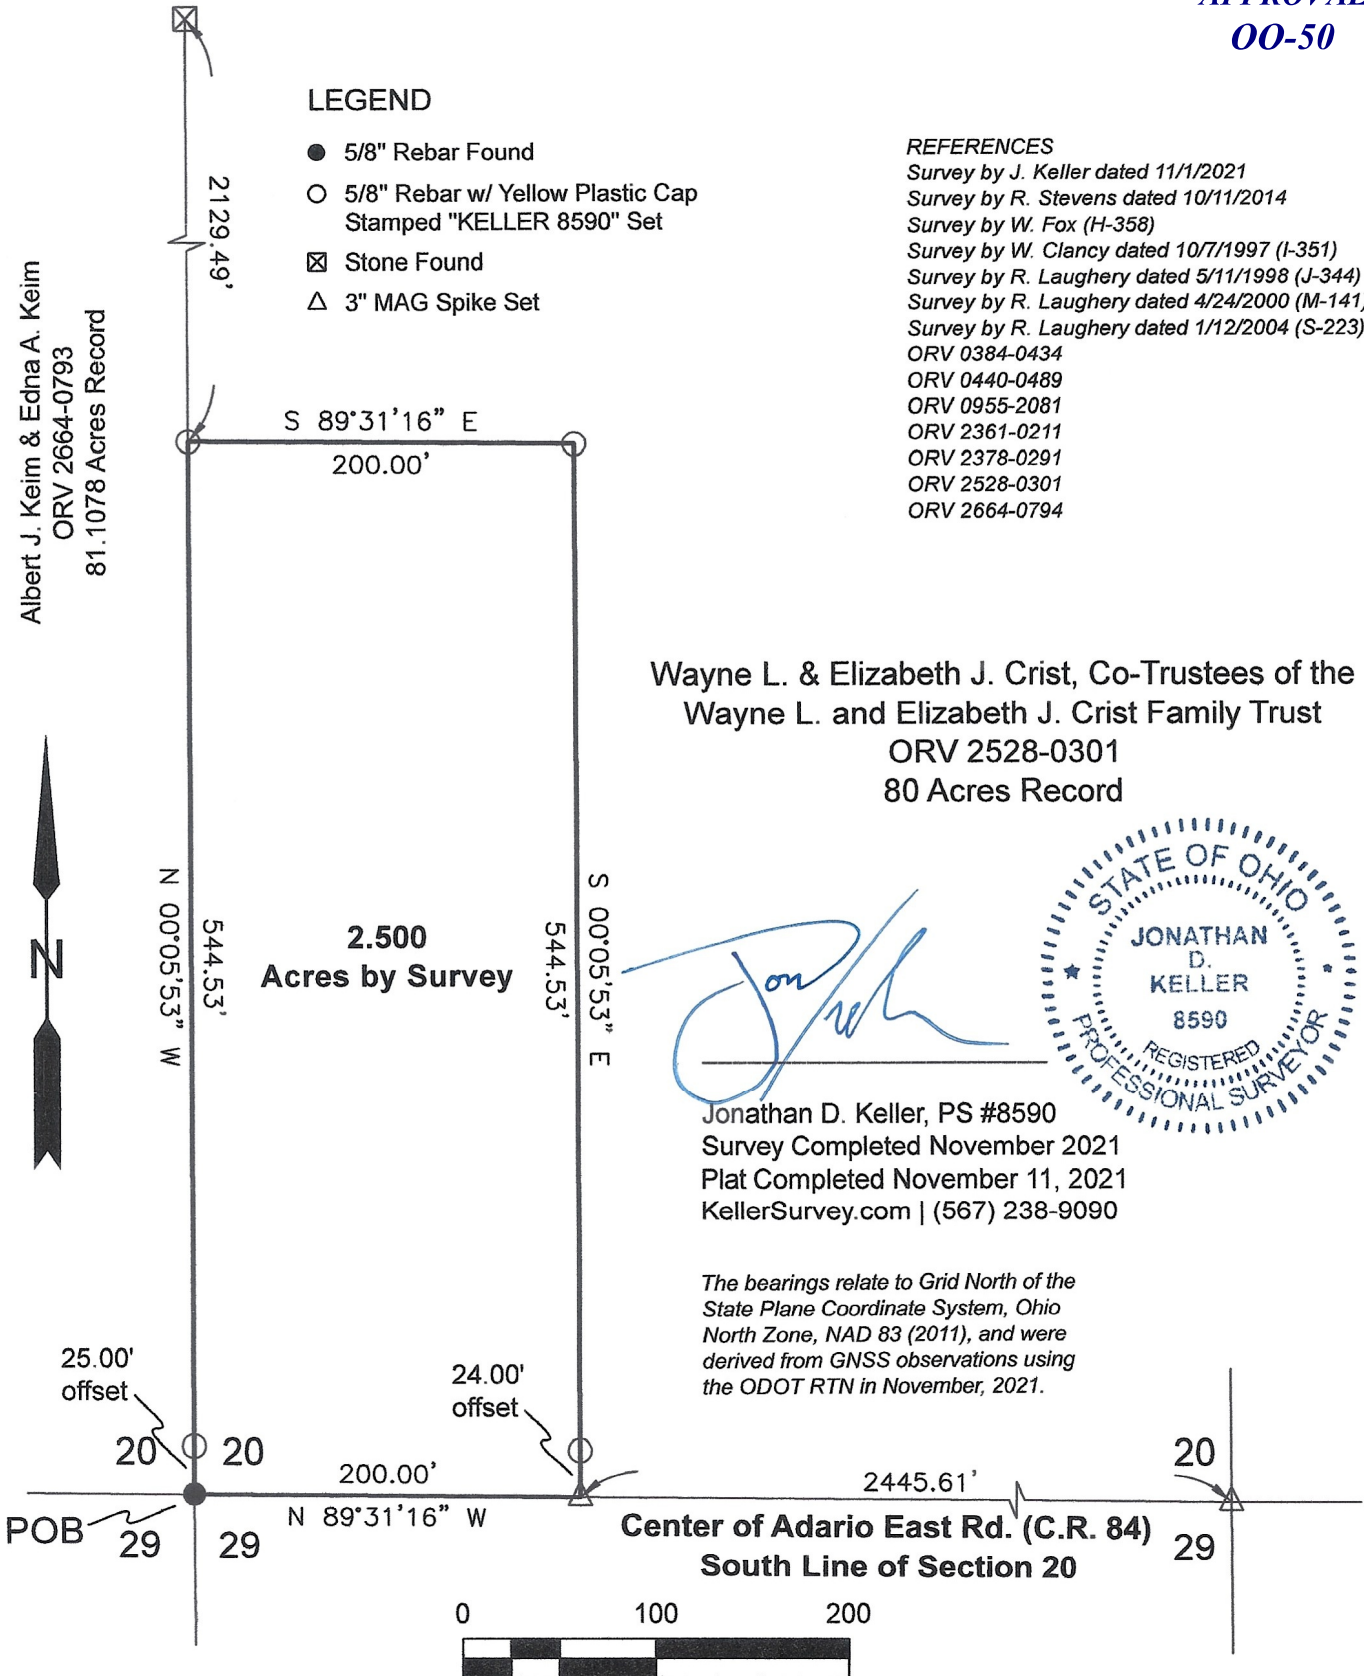 APPROVAL
OO-50
LEGEND
5/8" Rebar Found
5/8" Rebar w/ Yellow Plastic Cap
Stamped "KELLER 8590" Set
Stone Found
3" MAG Spike Set
REFERENCES
Survey by J. Keller dated 11/1/2021
Survey by R. Stevens dated 10/11/2014
Survey by W. Fox (H-358)
Survey by W. Clancy dated 10/7/1997 (I-351)
Survey by R. Laughery dated 5/11/1998 (J-344)
Survey by R. Laughery dated 4/24/2000 (M-141)
Survey by R. Laughery dated 1/12/2004 (S-223)
ORV 0384-0434
ORV 0440-0489
ORV 0955-2081
ORV 2361-0211
ORV 2378-0291
ORV 2528-0301
ORV 2664-0794
2129.49'
Albert J. Keim & Edna A. Keim
ORV 2664-0793
81.1078 Acres Record
S 89°31'16" E
200.00'
Wayne L. & Elizabeth J. Crist, Co-Trustees of the
Wayne L. and Elizabeth J. Crist Family Trust
ORV 2528-0301
80 Acres Record
N
N 00°05'53" W
544.53'
2.500
Acres by Survey
544.53'
S 00°05'53" E
Jon Keller
STATE OF OHIO
JONATHAN
D.
KELLER
8590
REGISTERED
PROFESSIONAL SURVEYOR
Jonathan D. Keller, PS #8590
Survey Completed November 2021
Plat Completed November 11, 2021
KellerSurvey.com | (567) 238-9090
The bearings relate to Grid North of the
State Plane Coordinate System, Ohio
North Zone, NAD 83 (2011), and were
derived from GNSS observations using
the ODOT RTN in November, 2021.
25.00'
offset
24.00'
offset
20 20
20
200.00'
N 89°31'16" W
2445.61'
POB
29 29
29
Center of Adario East Rd. (C.R. 84)
South Line of Section 20
0 100 200